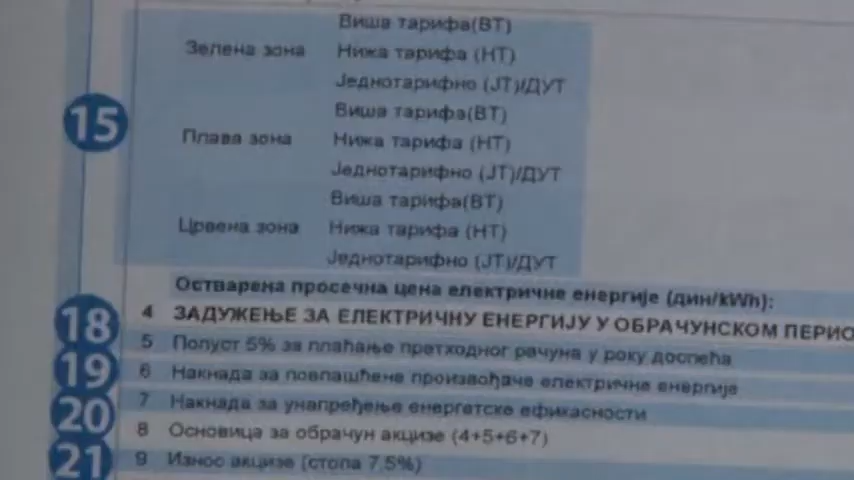 Виша тарифа(ВТ)
Зелена зона Нижа тарифа (НТ)
Једнотарифно (ЈТ)/ДУТ
Виша тарифа(ВТ)
15 Плава зона Нижа тарифа (НТ)
Једнотарифно (ЈТ)/ДУТ
Виша тарифа(ВТ)
Црвена зона Нижа тарифа (НТ)
Једнотарифно (ЈТ)/ДУТ
Остварена просечна цена електричне енергије (дин/kWh):
18 4 ЗАДУЖЕЊЕ ЗА ЕЛЕКТРИЧНУ ЕНЕРГИЈУ У ОБРАЧУНСКОМ ПЕРИО
5 Попуст 5% за плаћање претходног рачуна у року доспећа
19 6 Накнада за повлашћене произвођаче електричне енергије
20 7 Накнада за унапређење енергетске ефикасности
8 Основица за обрачун акцизе (4+5+6+7)
21 9 Износ акцизе (стопа 7.5%)